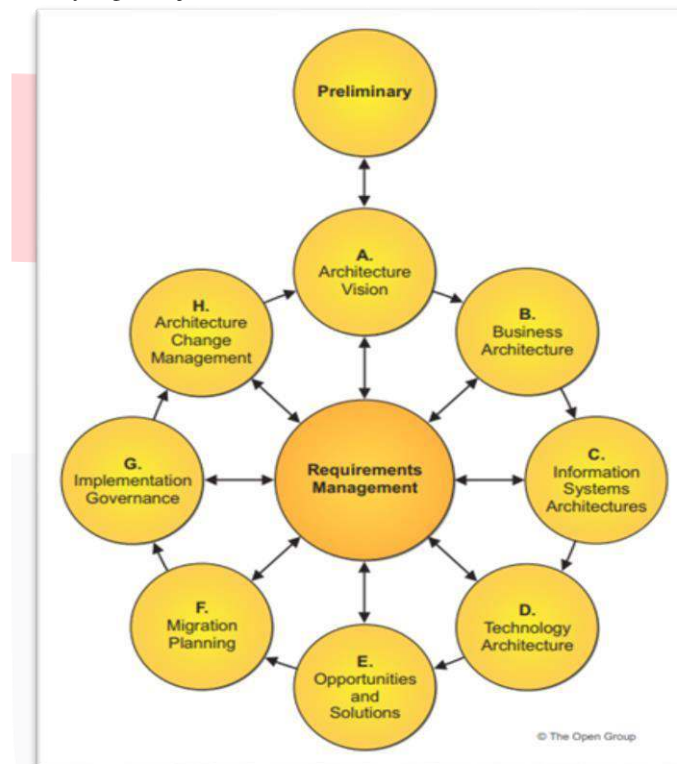 Preliminary
A.
Architecture
Vision
B.
Business
Architecture
C.
Information
Systems
Architectures
D.
Technology
Architecture
E.
Opportunities
and
Solutions
F.
Migration
Planning
G.
Implementation
Governance
H.
Architecture
Change
Management
Requirements
Management
© The Open Group